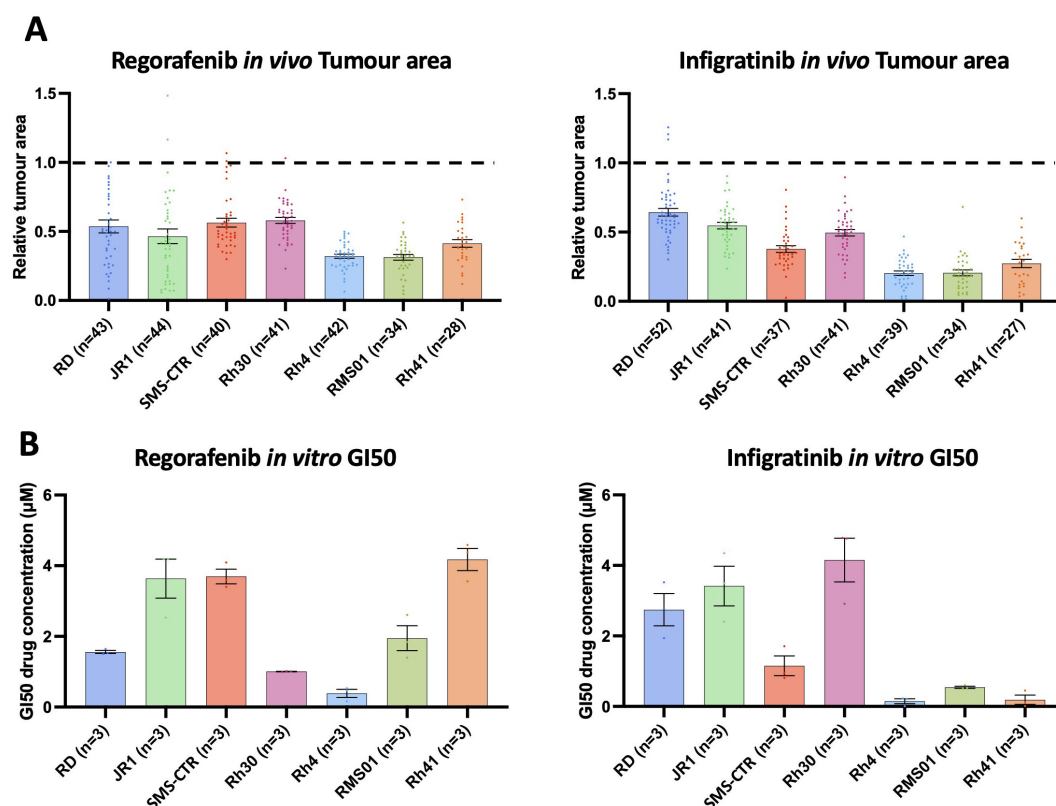 A
Regorafenib in vivo Tumour area
Relative tumour area
1.5
1.0
0.5
0.0
RD (n=43)
JR1 (n=44)
SMS-CTR (n=40)
Rh30 (n=41)
Rh4 (n=42)
RMS01 (n=34)
Rh41 (n=28)
Infigratinib in vivo Tumour area
Relative tumour area
1.5
1.0
0.5
0.0
RD (n=52)
JR1 (n=41)
SMS-CTR (n=37)
Rh30 (n=41)
Rh4 (n=39)
RMS01 (n=34)
Rh41 (n=27)
B
Regorafenib in vitro GI50
GI50 drug concentration (μM)
6
4
2
0
RD (n=3)
JR1 (n=3)
SMS-CTR (n=3)
Rh30 (n=3)
Rh4 (n=3)
RMS01 (n=3)
Rh41 (n=3)
Infigratinib in vitro GI50
GI50 drug concentration (μM)
6
4
2
0
RD (n=3)
JR1 (n=3)
SMS-CTR (n=3)
Rh30 (n=3)
Rh4 (n=3)
RMS01 (n=3)
Rh41 (n=3)